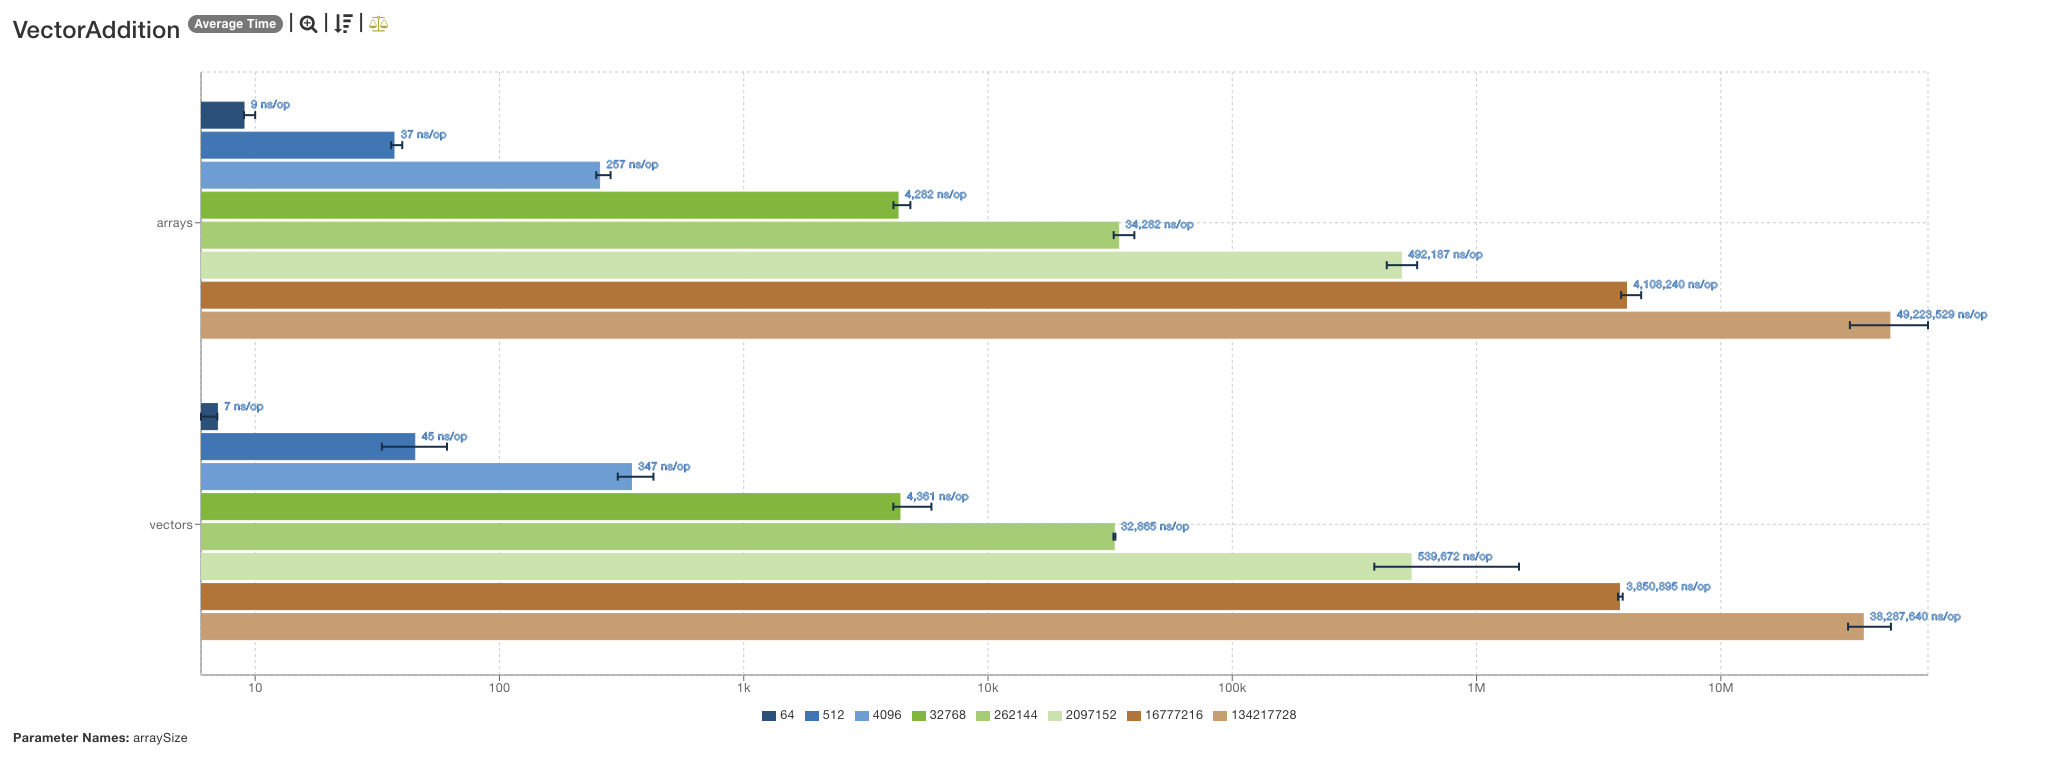 VectorAddition Average Time
9 ns/op
37 ns/op
257 ns/op
4,282 ns/op
arrays
34,282 ns/op
492,187 ns/op
4,108,240 ns/op
49,223,529 ns/op
7 ns/op
45 ns/op
347 ns/op
4,361 ns/op
vectors
32,865 ns/op
539,672 ns/op
3,850,895 ns/op
38,287,640 ns/op
10 100 1k 10k 100k 1M 10M
64 512 4096 32768 262144 2097152 16777216 134217728
Parameter Names: arraySize